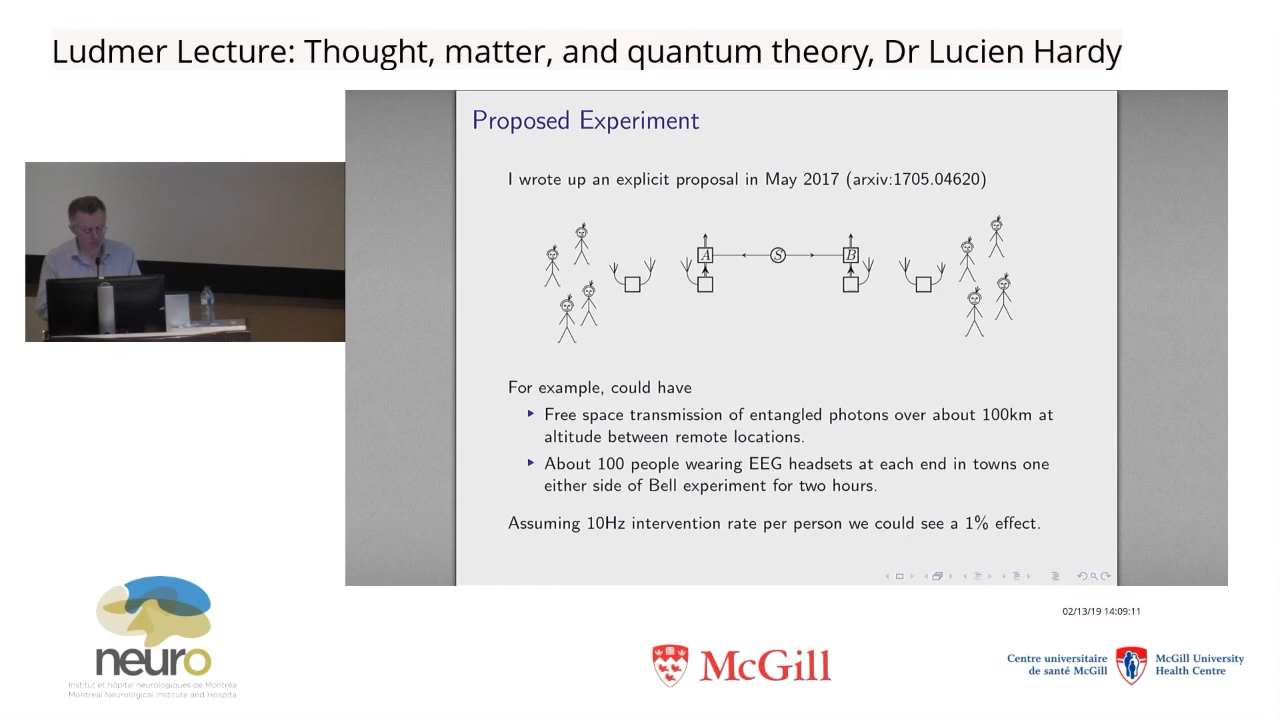 Ludmer Lecture: Thought, matter, and quantum theory, Dr Lucien Hardy
Proposed Experiment
I wrote up an explicit proposal in May 2017 (arxiv:1705.04620)
A S B
For example, could have
Free space transmission of entangled photons over about 100km at
altitude between remote locations.
About 100 people wearing EEG headsets at each end in towns one
either side of Bell experiment for two hours.
Assuming 10Hz intervention rate per person we could see a 1% effect.
02/13/19 14:09:11
neuro
Institut et hôpital neurologiques de Montréal
Montreal Neurological Institute and Hospita
McGill
Centre universitaire
de santé McGill
McGill University
Health Centre